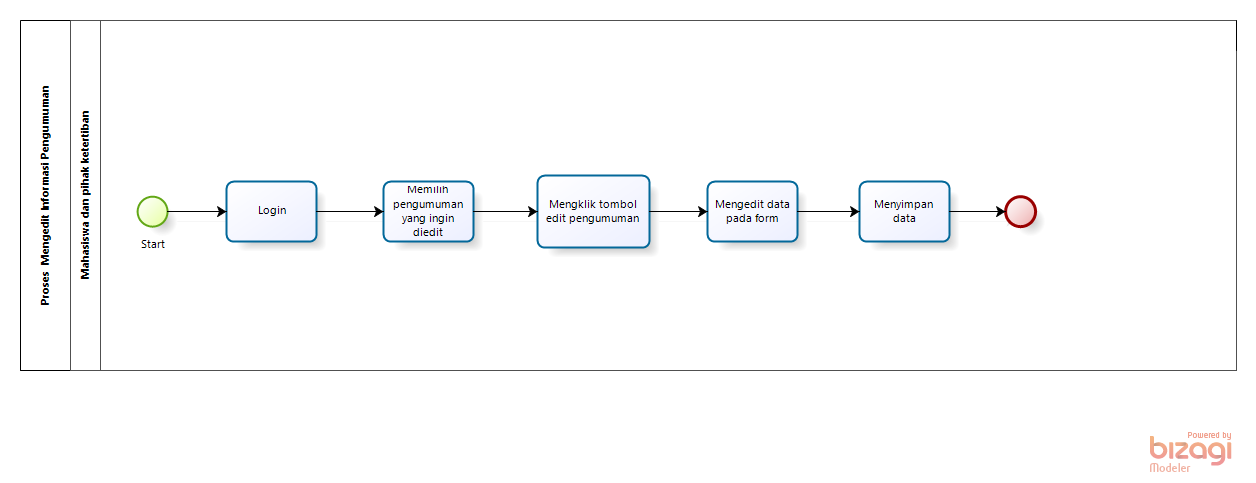 Proses Mengedit Informasi Pengumuman
Mahasiswa dan pihak ketertiban
Start
Login
Memilih
pengumuman
yang ingin
diedit
Mengklik tombol
edit pengumuman
Mengedit data
pada form
Menyimpan
data
Powered by
bizagi
Modeler